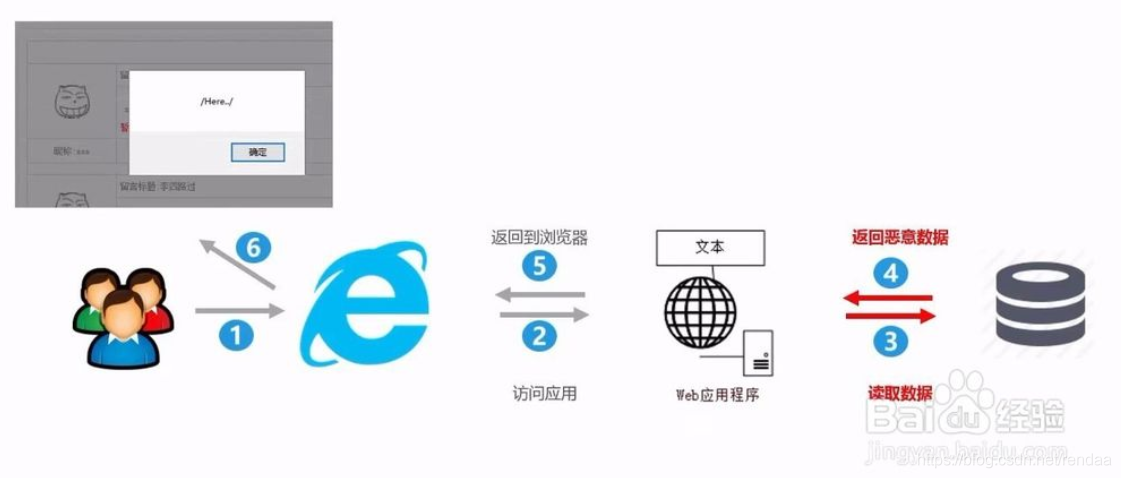 /Here../
确定
昵称:
留言标题:李四路过
6
返回到浏览器
5
文本
返回恶意数据
4
1
2
3
访问应用
Web应用程序
读取数据
Baidu经验
jingyan.baidu.com
https://blog.csdn.net/rendaa